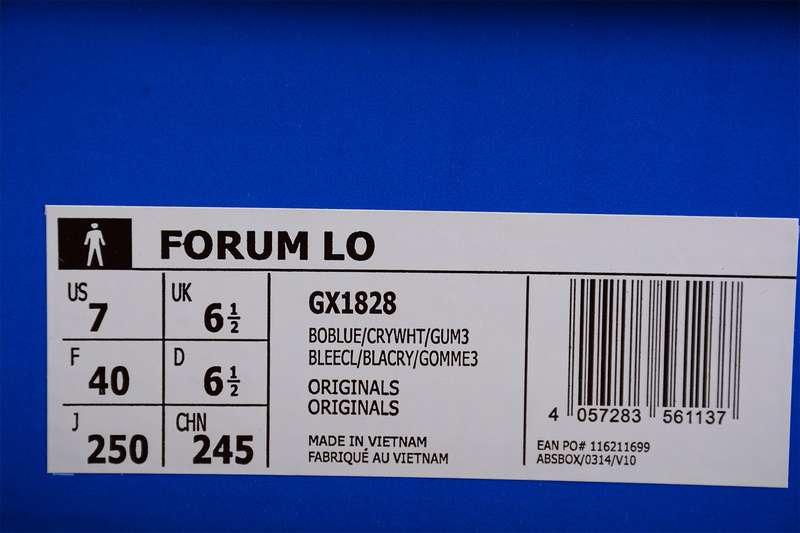 FORUM LO
US 7 UK 6 1/2
F 40 D 6 1/2
J 250 CHN 245
GX1828
BOBLUE/CRYWHT/GUM3
BLEECL/BLACRY/GOMME3
ORIGINALS
ORIGINALS
MADE IN VIETNAM
FABRIQUÉ AU VIETNAM
4 057283 561137
EAN PO# 116211699
ABSBOX/0314/V10